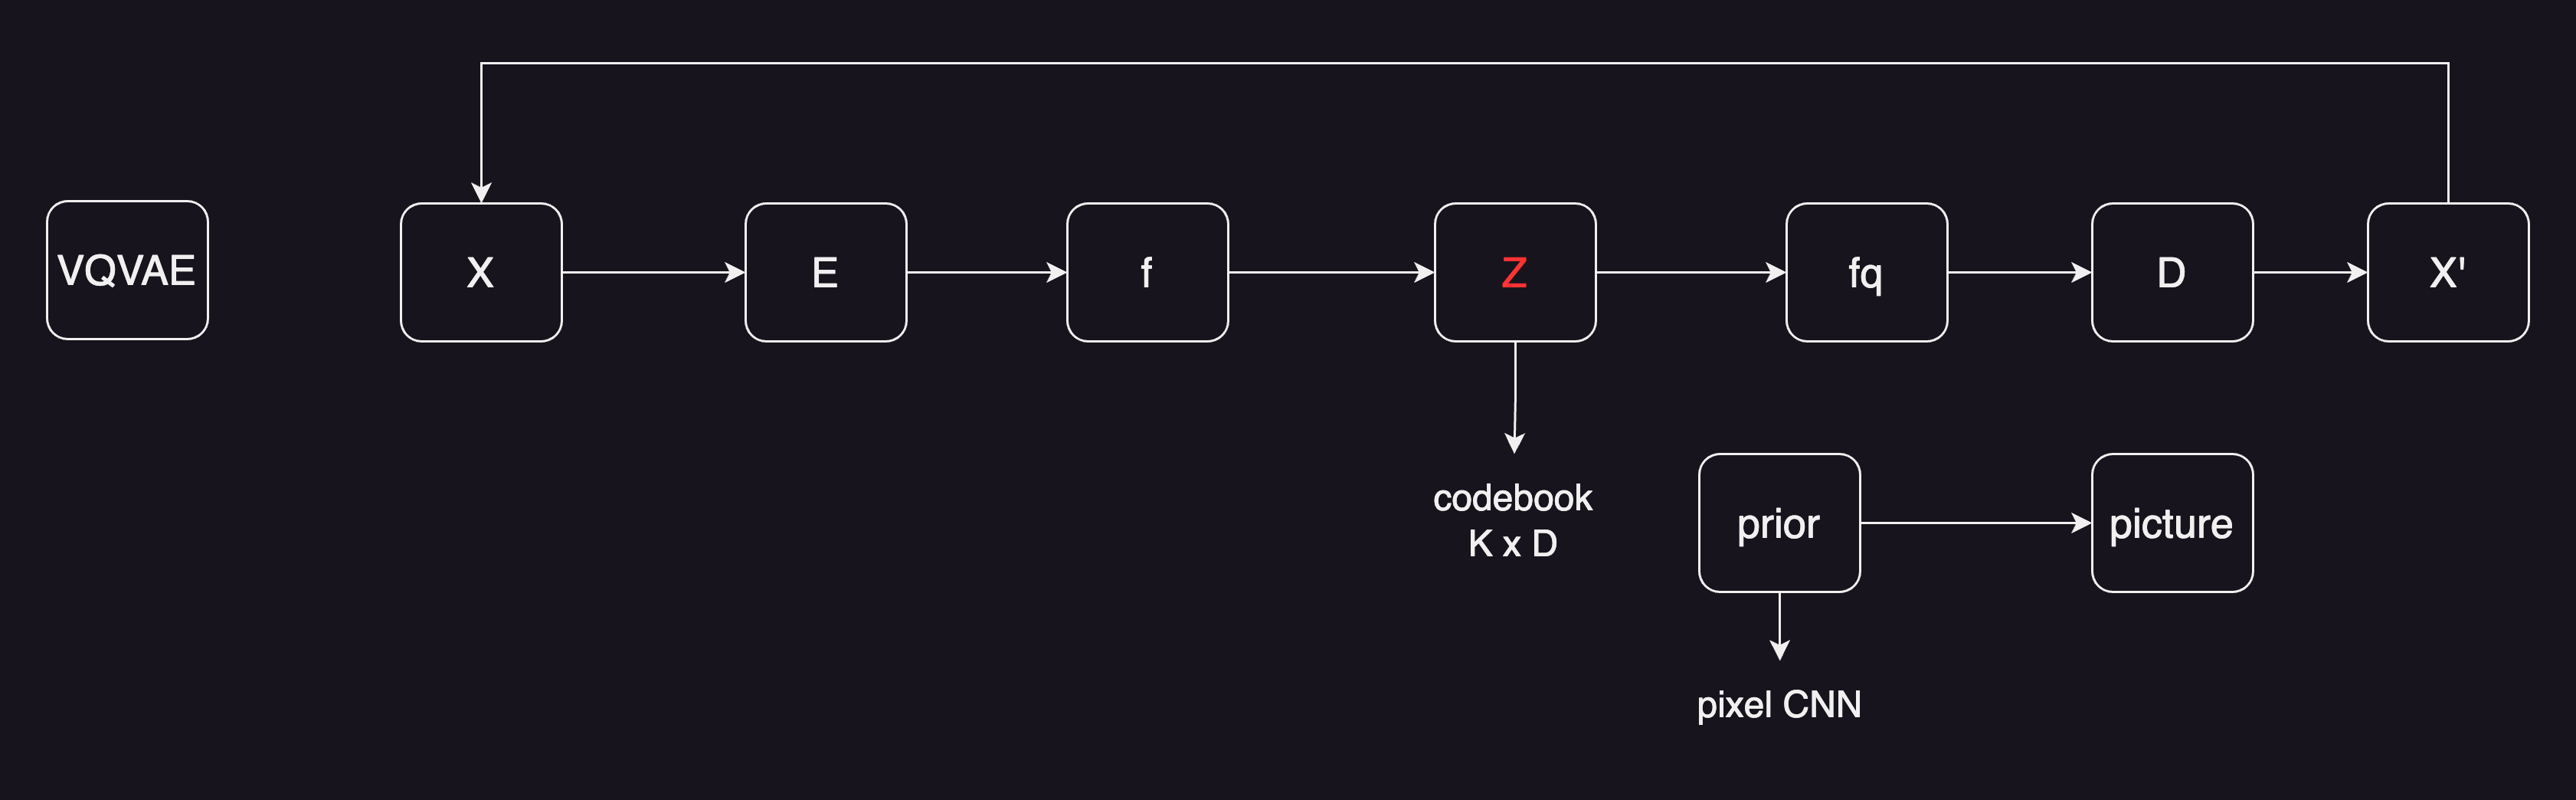 VQVAE
X
E
f
Z
fq
D
X'
codebook
K x D
prior
picture
pixel CNN